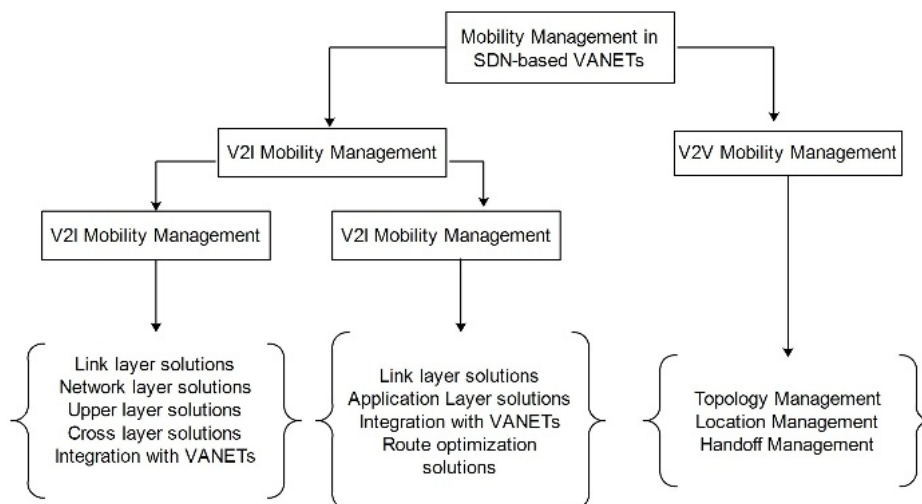 Mobility Management in
SDN-based VANETs
V2I Mobility Management
V2V Mobility Management
V2I Mobility Management
V2I Mobility Management
Link layer solutions
Network layer solutions
Upper layer solutions
Cross layer solutions
Integration with VANETs
Link layer solutions
Application Layer solutions
Integration with VANETs
Route optimization
solutions
Topology Management
Location Management
Handoff Management